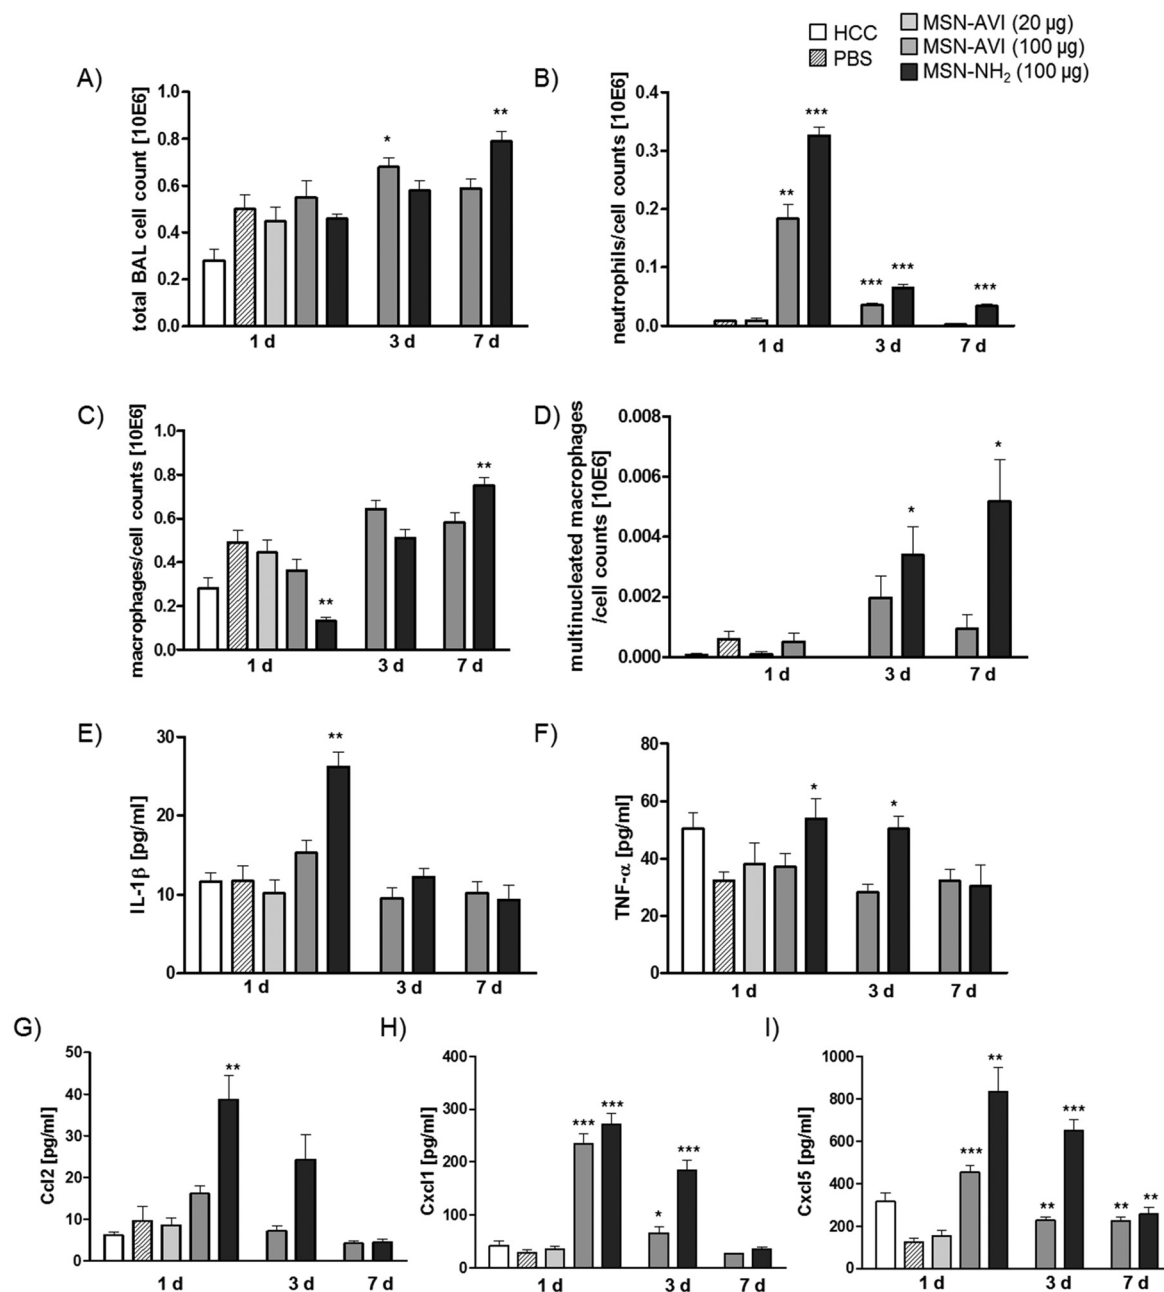 HCC
PBS
MSN-AVI (20 µg)
MSN-AVI (100 µg)
MSN-NH₂ (100 µg)
A)
total BAL cell count [10E6]
1.0
0.8
0.6
0.4
0.2
0.0
*
**
1 d
3 d
7 d
B)
neutrophils/cell counts [10E6]
0.4
0.3
0.2
0.1
0.0
**
***
***
***
***
1 d
3 d
7 d
C)
macrophages/cell counts [10E6]
1.0
0.8
0.6
0.4
0.2
0.0
**
**
1 d
3 d
7 d
D)
multinucleated macrophages
/cell counts [10E6]
0.008
0.006
0.004
0.002
0.000
*
*
1 d
3 d
7 d
E)
IL-1β [pg/ml]
30
20
10
0
**
1 d
3 d
7 d
F)
TNF-α [pg/ml]
80
60
40
20
0
*
*
1 d
3 d
7 d
G)
Ccl2 [pg/ml]
50
40
30
20
10
0
**
1 d
3 d
7 d
H)
Cxcl1 [pg/ml]
400
300
200
100
0
***
***
*
***
1 d
3 d
7 d
I)
Cxcl5 [pg/ml]
1000
800
600
400
200
0
***
**
**
***
**
**
1 d
3 d
7 d